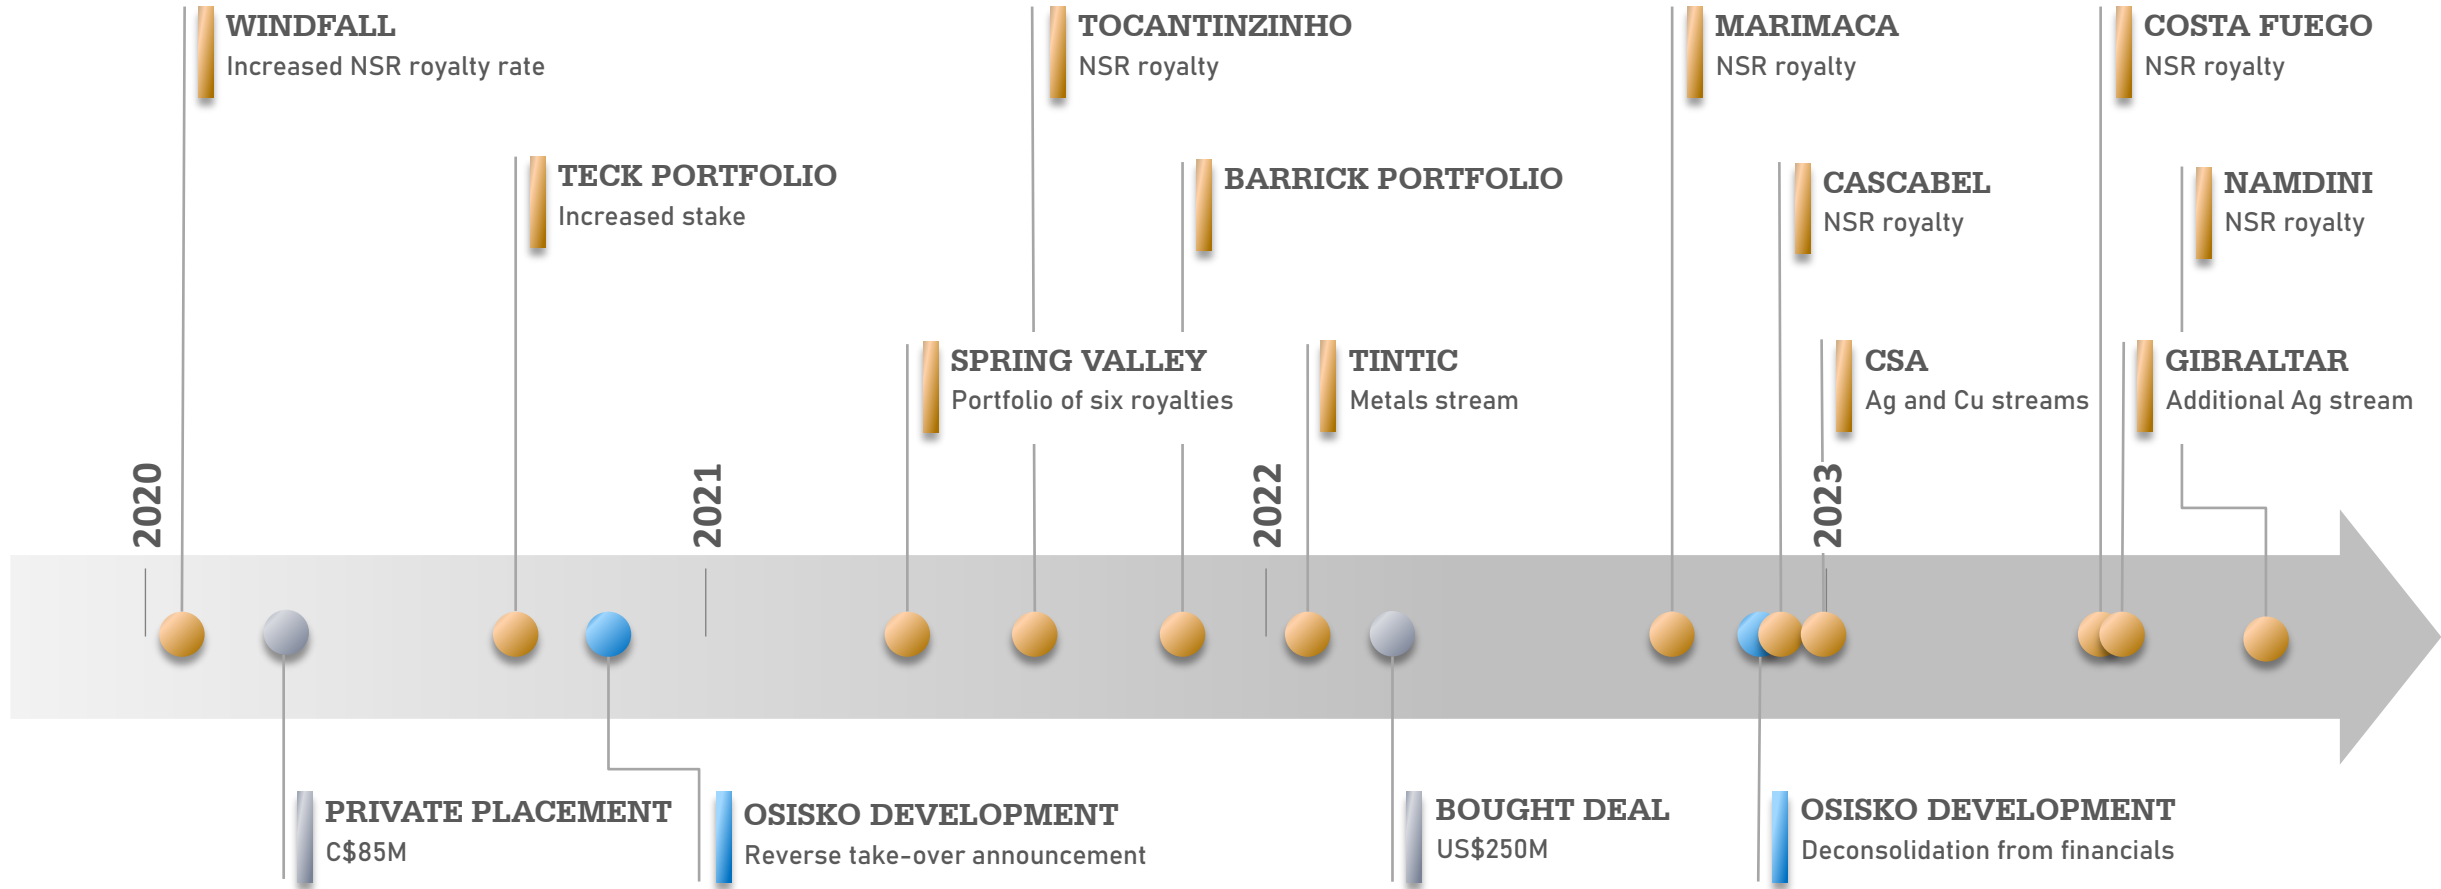 WINDFALL
Increased NSR royalty rate
TOCANTINZINHO
NSR royalty
MARIMACA
NSR royalty
COSTA FUEGO
NSR royalty
TECK PORTFOLIO
Increased stake
BARRICK PORTFOLIO
CASCABEL
NSR royalty
NAMDINI
NSR royalty
SPRING VALLEY
Portfolio of six royalties
TINTIC
Metals stream
CSA
Ag and Cu streams
GIBRALTAR
Additional Ag stream
2020
2021
2022
2023
PRIVATE PLACEMENT
C$85M
OSISKO DEVELOPMENT
Reverse take-over announcement
BOUGHT DEAL
US$250M
OSISKO DEVELOPMENT
Deconsolidation from financials